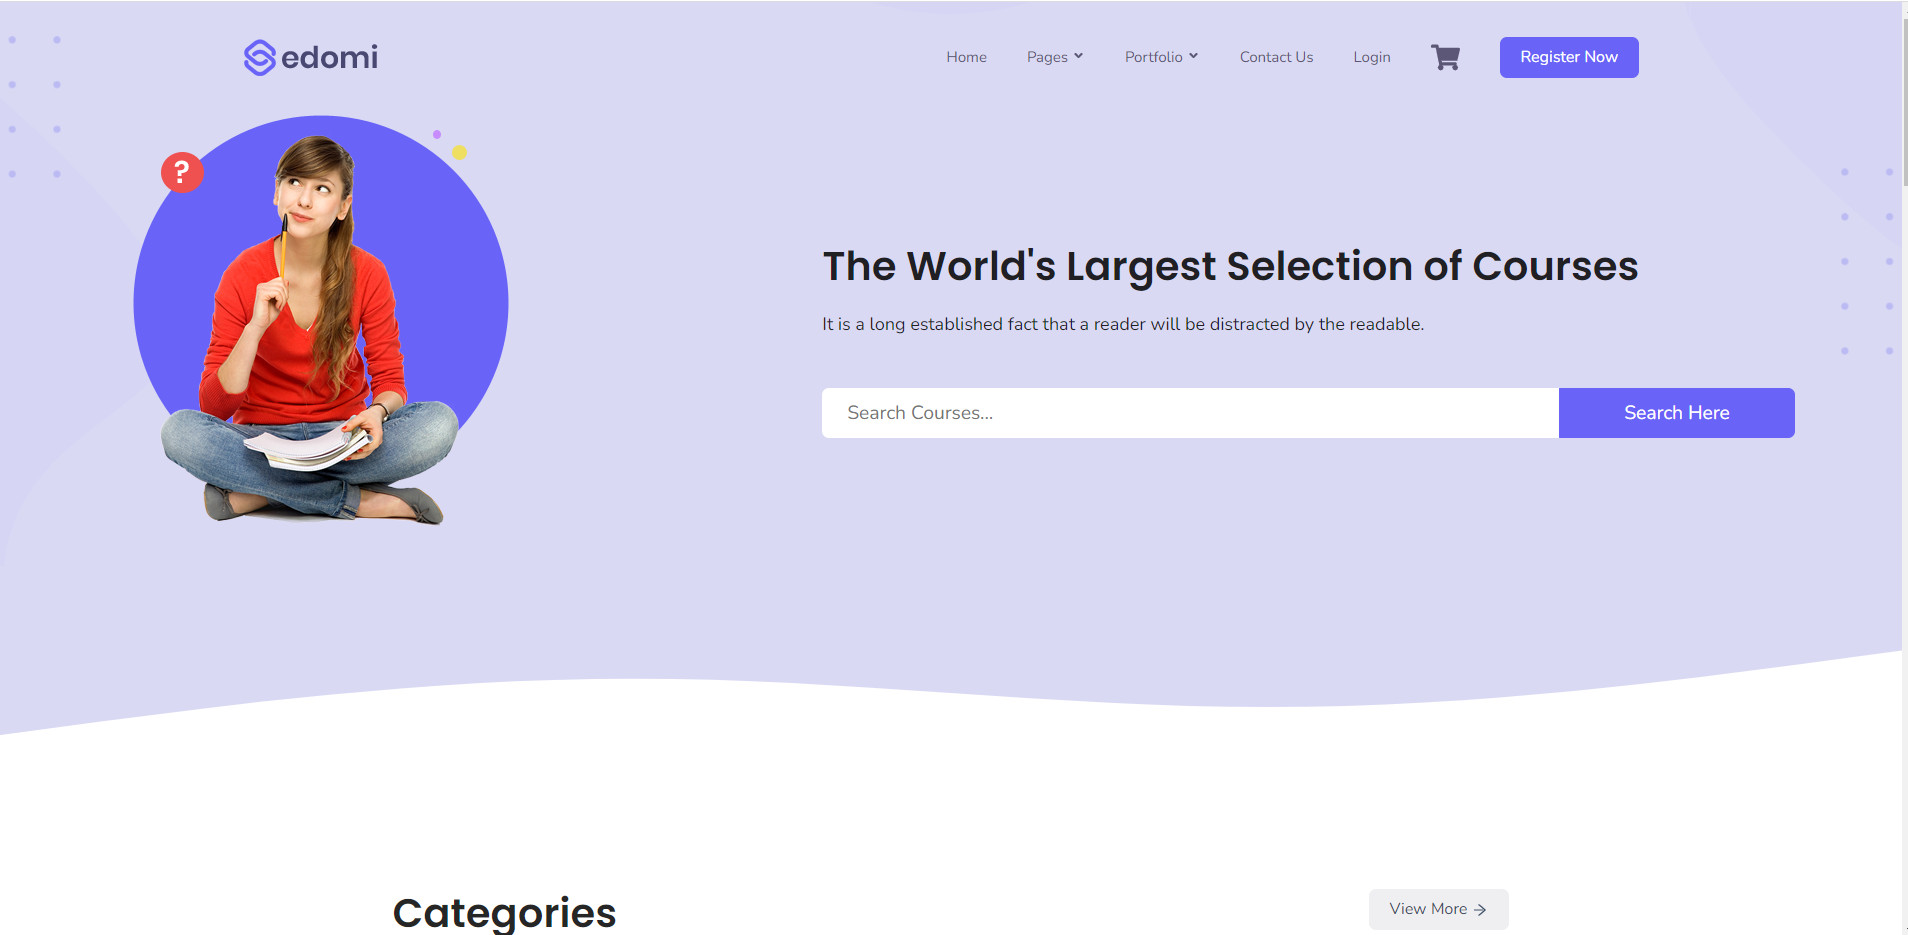 edomi
Home Pages Portfolio Contact Us Login Register Now
?
The World's Largest Selection of Courses
It is a long established fact that a reader will be distracted by the readable.
Search Courses... Search Here
Categories View More